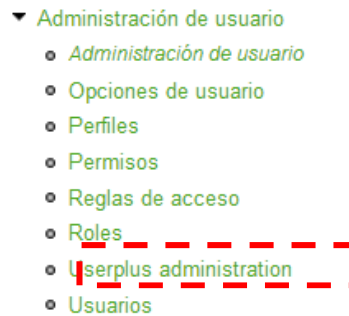 Administración de usuario
Administración de usuario
Opciones de usuario
Perfiles
Permisos
Reglas de acceso
Roles
Userplus administration
Usuarios